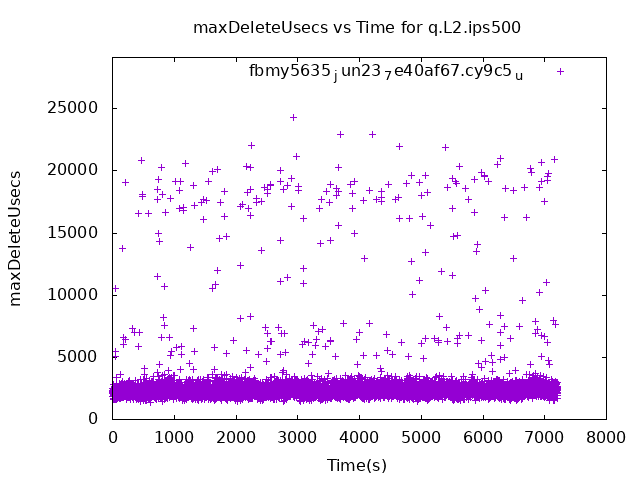 maxDeleteUsecs vs Time for q.L2.ips500
fbmy5635jun237e40af67.cy9c5u
maxDeleteUsecs
25000
20000
15000
10000
5000
0
0 1000 2000 3000 4000 5000 6000 7000 8000
Time(s)